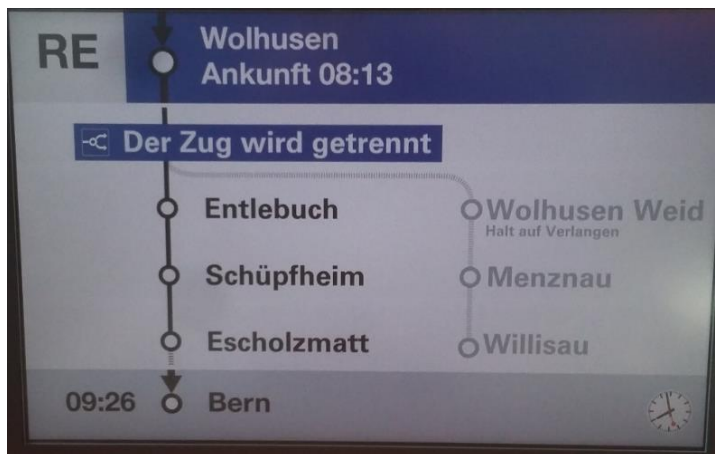 RE
Wolhusen
Ankunft 08:13
Der Zug wird getrennt
Entlebuch
Wolhusen Weid
Halt auf Verlangen
Schüpfheim
Menznau
Escholzmatt
Willisau
09:26 Bern